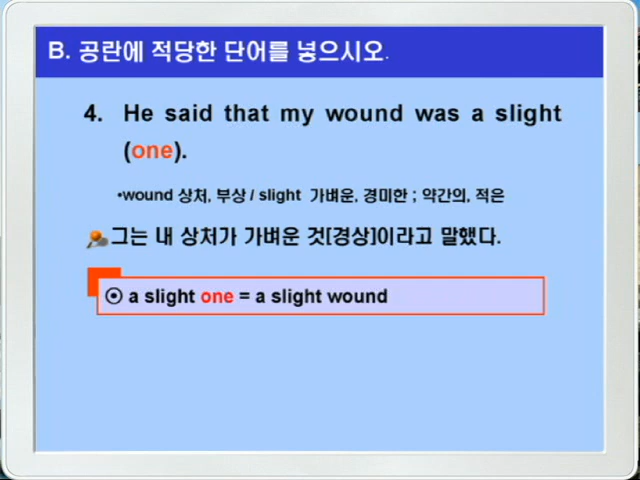 B. 공란에 적당한 단어를 넣으시오.
4. He said that my wound was a slight
(one).
•wound 상처, 부상 / slight 가벼운, 경미한 ; 약간의, 적은
그는 내 상처가 가벼운 것[경상]이라고 말했다.
⊙ a slight one = a slight wound